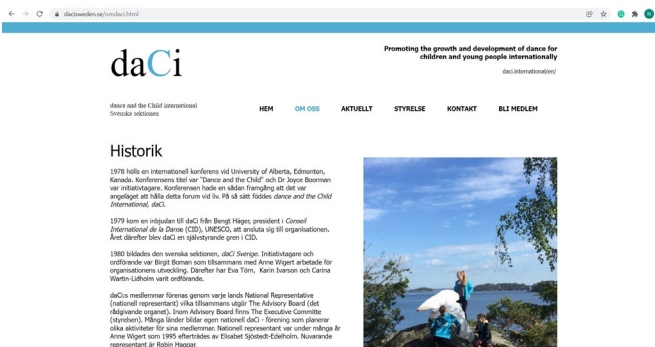 dacisweden.se/omdaci.html
N
daCi
Promoting the growth and development of dance for
children and young people internationally
daci.international/en/
dance and the Child international
Svenska sektionen
HEM OM OSS AKTUELLT STYRELSE KONTAKT BLI MEDLEM
Historik
1978 hölls en internationell konferens vid University of Alberta, Edmonton,
Kanada. Konferensens titel var "Dance and the Child" och Dr Joyce Boorman
var initiativtagare. Konferensen hade en sådan framgång att det var
angeläget att hålla detta forum vid liv. På så sätt föddes dance and the Child
International, daCi.
1979 kom en inbjudan till daCi från Bengt Häger, president i Conseil
International de la Danse (CID), UNESCO, att ansluta sig till organisationen.
Året därefter blev daCi en självstyrande gren i CID.
1980 bildades den svenska sektionen, daCi Sverige. Initiativtagare och
ordförande var Birgit Boman som tillsammans med Anne Wigert arbetade för
organisationens utveckling. Därefter har Eva Törn, Karin Ivarson och Carina
Wartin-Lidholm varit ordförande.
daCi:s medlemmar förenas genom varje lands National Representative
(nationell representant) vilka tillsammans utgör The Advisory Board (det
rådgivande organet). Inom Advisory Board finns The Executive Committe
(styrelsen). Många länder bildar egen nationell daCi - förening som planerar
olika aktiviteter för sina medlemmar. Nationell representant var under många år
Anne Wigert som 1995 efterträdes av Elisabet Sjöstedt-Edelholm. Nuvarande
representant är Robin Haggar.